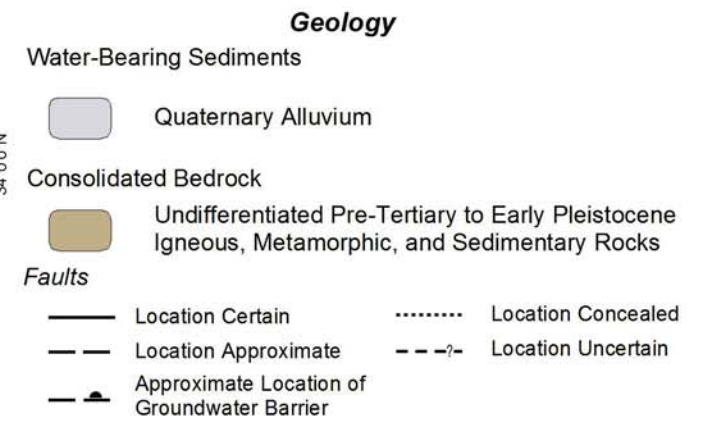 Geology
Water-Bearing Sediments
Quaternary Alluvium
Consolidated Bedrock
Undifferentiated Pre-Tertiary to Early Pleistocene
Igneous, Metamorphic, and Sedimentary Rocks
Faults
Location Certain
Location Concealed
Location Approximate
-?-
Location Uncertain
Approximate Location of
Groundwater Barrier